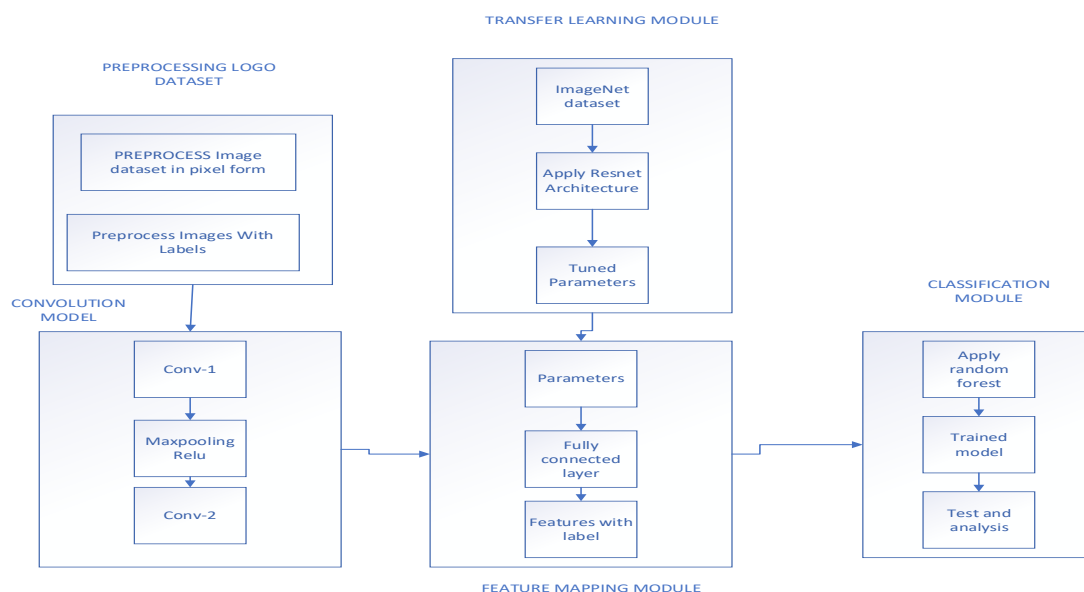 TRANSFER LEARNING MODULE
PREPROCESSING LOGO
DATASET
PREPROCESS Image
dataset in pixel form
Preprocess Images With
Labels
ImageNet
dataset
Apply Resnet
Architecture
Tuned
Parameters
CONVOLUTION
MODEL
Conv-1
Maxpooling
Relu
Conv-2
Parameters
Fully
connected
layer
Features with
label
FEATURE MAPPING MODULE
CLASSIFICATION
MODULE
Apply
random
forest
Trained
model
Test and
analysis